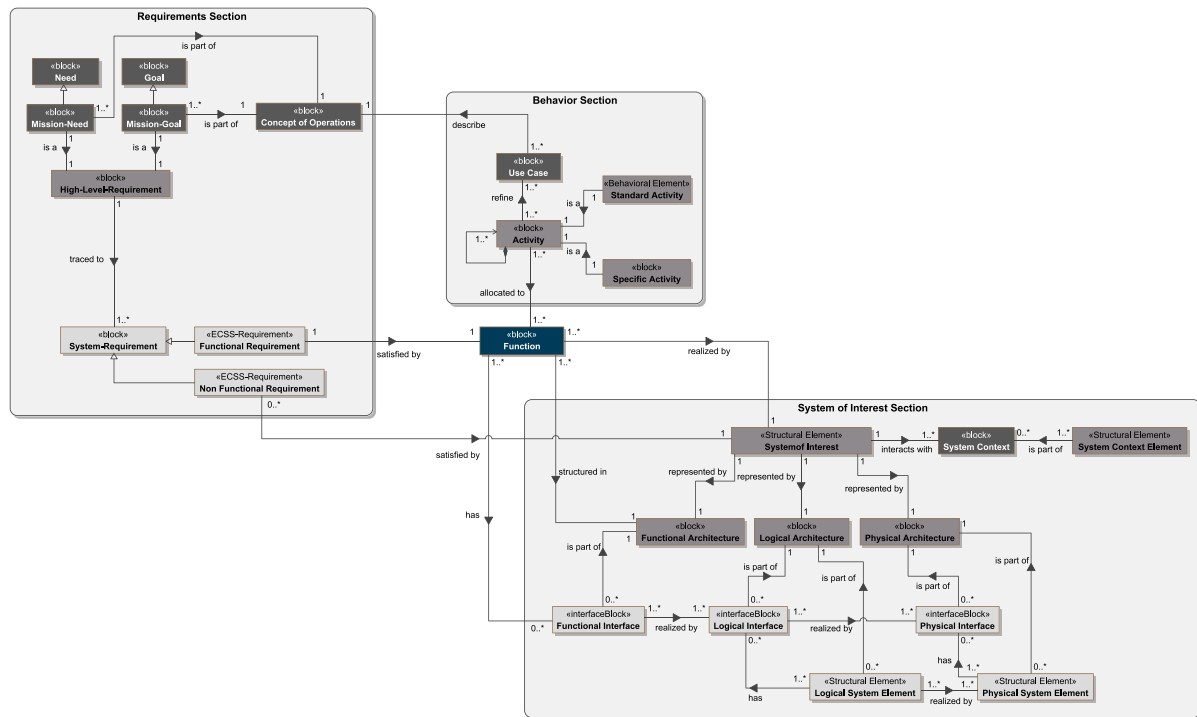 Requirements Section
is part of
«block»
Need
«block»
Goal
1
«block»
Mission-Need
1..*
«block»
Mission-Goal
1..*
is part of
1
«block»
Concept of Operations
1
1
is a
1
1
is a
1
«block»
High-Level-Requirement
1
traced to
1..*
«block»
System-Requirement
«ECSS-Requirement»
Functional Requirement
1
satisfied by
1
«ECSS-Requirement»
Non Functional Requirement
0..*
satisfied by
1
Behavior Section
describe
1..*
«block»
Use Case
1..*
refine
1..*
«Behavioral Element»
Standard Activity
1
is a
1
«block»
Activity
1..*
1..*
1
is a
1
«block»
Specific Activity
allocated to
1..*
«block»
Function
1..*
realized by
1
1..*
has
0..*
1..*
structured in
1
System of Interest Section
«Structural Element»
Systemof Interest
1
interacts with
1..*
«block»
System Context
0..*
is part of
1..*
«Structural Element»
System Context Element
1
represented by
1
1
represented by
1
1
represented by
1
«block»
Functional Architecture
«block»
Logical Architecture
«block»
Physical Architecture
1
is part of
0..*
1
is part of
0..*
1
is part of
0..*
1
is part of
0..*
1
is part of
0..*
«interfaceBlock»
Functional Interface
1..*
realized by
1..*
«interfaceBlock»
Logical Interface
1..*
realized by
1..*
«interfaceBlock»
Physical Interface
0..*
has
1..*
0..*
has
1..*
«Structural Element»
Logical System Element
1..*
realized by
1..*
«Structural Element»
Physical System Element